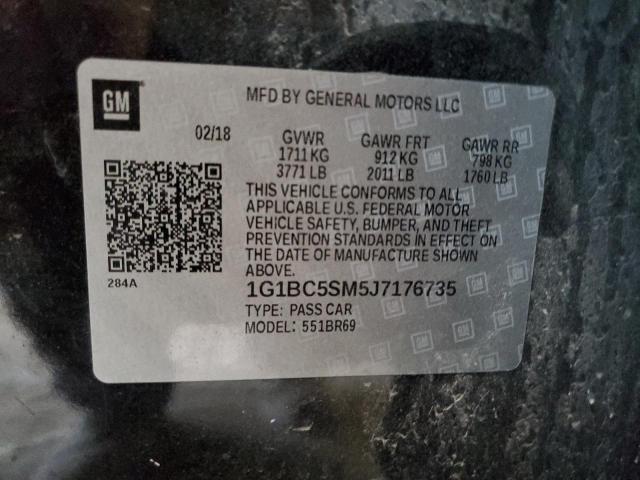 GM
MFD BY GENERAL MOTORS LLC
02/18 GVWR GAWR FRT GAWR RR
1711 KG 912 KG 798 KG
3771 LB 2011 LB 1760 LB
THIS VEHICLE CONFORMS TO ALL
APPLICABLE U.S. FEDERAL MOTOR
VEHICLE SAFETY, BUMPER, AND THEFT
PREVENTION STANDARDS IN EFFECT ON
THE DATE OF MANUFACTURE SHOWN
ABOVE.
284A
1G1BC5SM5J7176735
TYPE: PASS CAR
MODEL: 551BR69